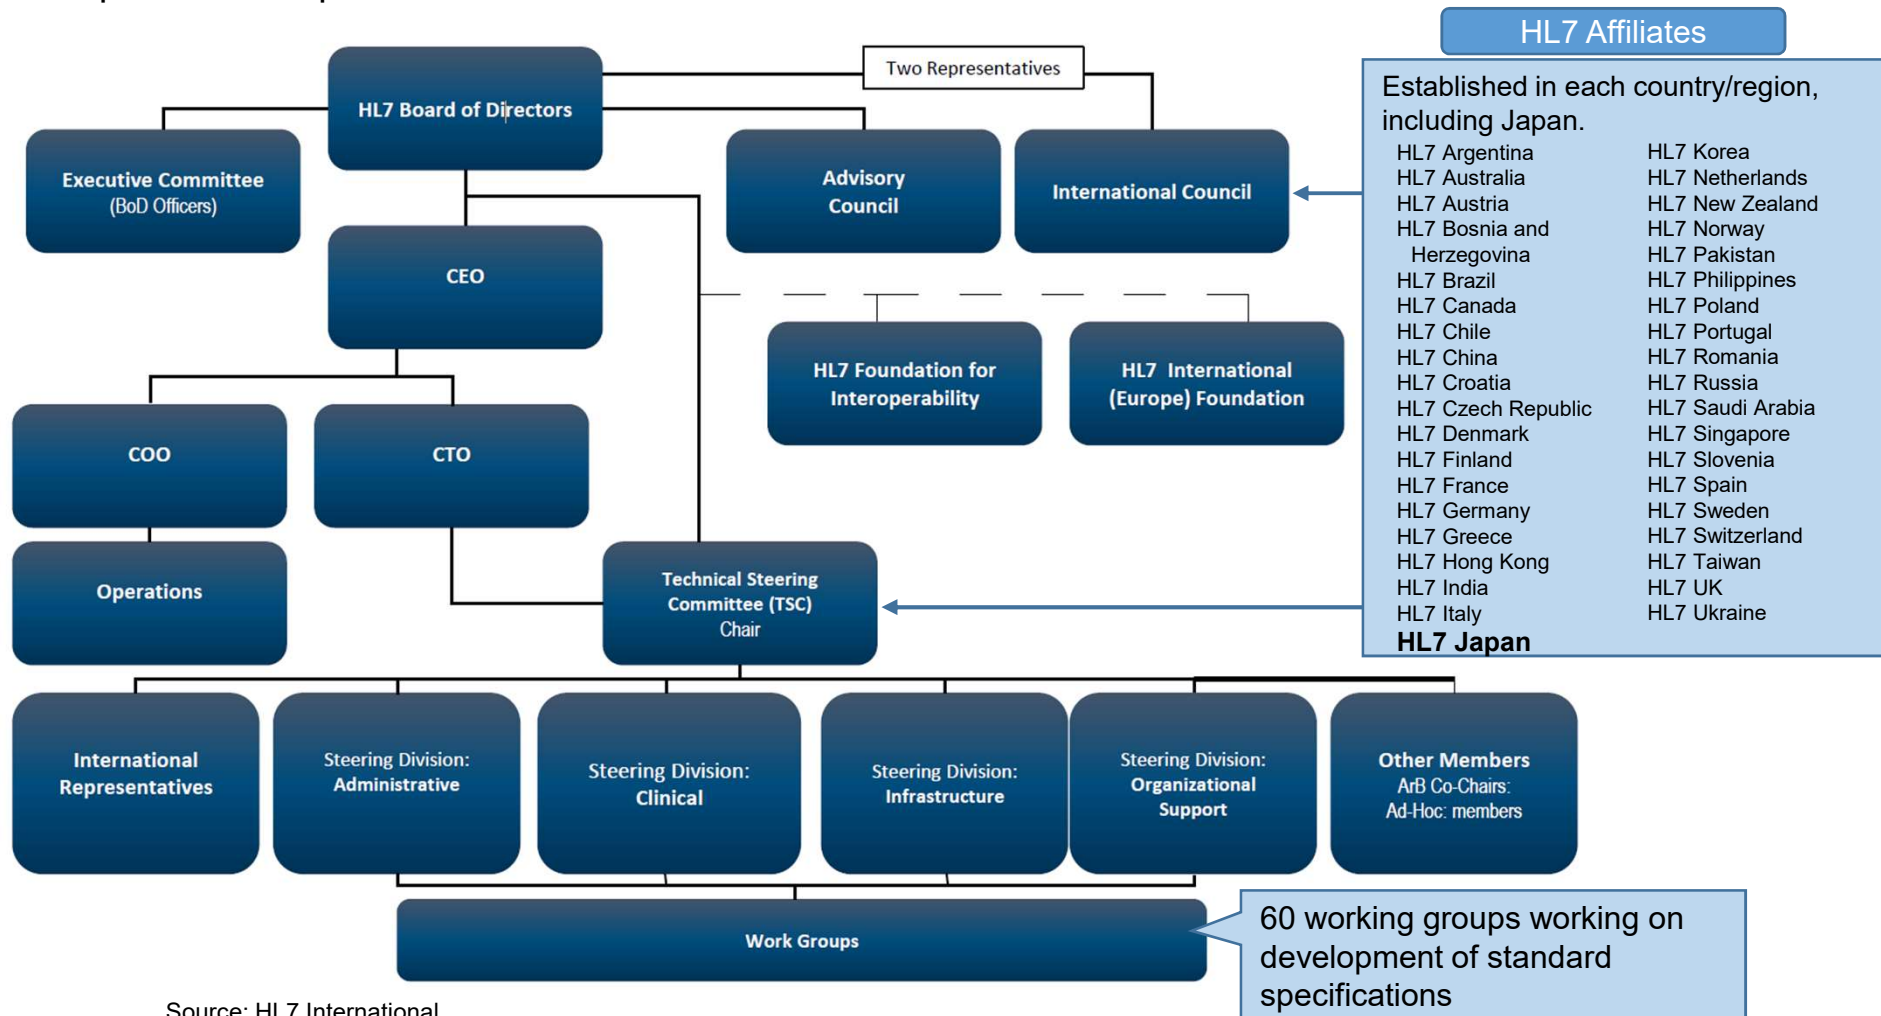 HL7 Affiliates
Two Representatives
HL7 Board of Directors
Executive Committee
(BoD Officers)
Advisory
Council
International Council
Established in each country/region,
including Japan.
HL7 Argentina
HL7 Australia
HL7 Austria
HL7 Bosnia and
Herzegovina
HL7 Brazil
HL7 Canada
HL7 Chile
HL7 China
HL7 Croatia
HL7 Czech Republic
HL7 Denmark
HL7 Finland
HL7 France
HL7 Germany
HL7 Greece
HL7 Hong Kong
HL7 India
HL7 Italy
HL7 Japan
HL7 Korea
HL7 Netherlands
HL7 New Zealand
HL7 Norway
HL7 Pakistan
HL7 Philippines
HL7 Poland
HL7 Portugal
HL7 Romania
HL7 Russia
HL7 Saudi Arabia
HL7 Singapore
HL7 Slovenia
HL7 Spain
HL7 Sweden
HL7 Switzerland
HL7 Taiwan
HL7 UK
HL7 Ukraine
CEO
HL7 Foundation for
Interoperability
HL7 International
(Europe) Foundation
COO
CTO
Operations
Technical Steering
Committee (TSC)
Chair
International
Representatives
Steering Division:
Administrative
Steering Division:
Clinical
Steering Division:
Infrastructure
Steering Division:
Organizational
Support
Other Members
ArB Co-Chairs:
Ad-Hoc: members
Work Groups
60 working groups working on
development of standard
specifications
Source: HL7 International